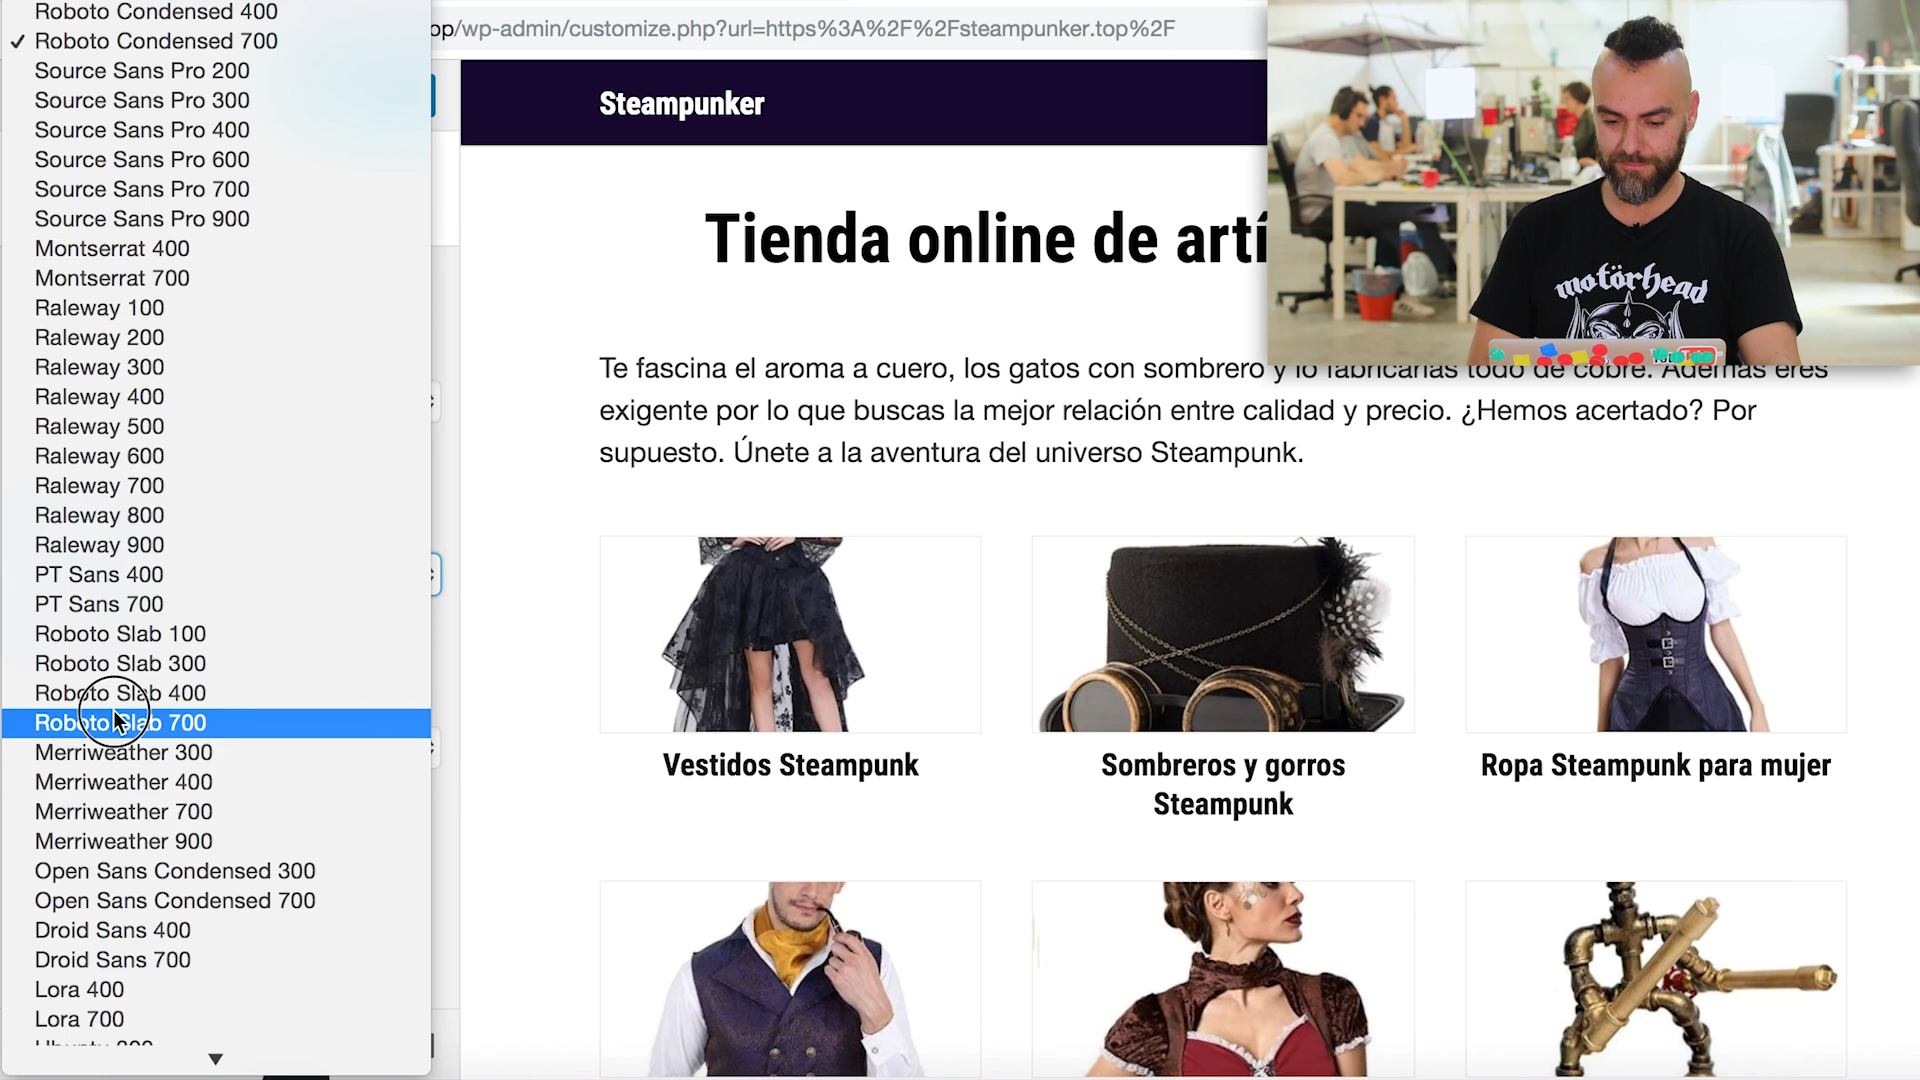 Roboto Condensed 400
✓ Roboto Condensed 700
Source Sans Pro 200
Source Sans Pro 300
Source Sans Pro 400
Source Sans Pro 600
Source Sans Pro 700
Source Sans Pro 900
Montserrat 400
Montserrat 700
Raleway 100
Raleway 200
Raleway 300
Raleway 400
Raleway 500
Raleway 600
Raleway 700
Raleway 800
Raleway 900
PT Sans 400
PT Sans 700
Roboto Slab 100
Roboto Slab 300
Roboto Slab 400
Roboto Slab 700
Merriweather 300
Merriweather 400
Merriweather 700
Merriweather 900
Open Sans Condensed 300
Open Sans Condensed 700
Droid Sans 400
Droid Sans 700
Lora 400
Lora 700
op/wp-admin/customize.php?url=https%3A%2F%2Fsteampunker.top%2F
Steampunker
Tienda online de artí
Te fascina el aroma a cuero, los gatos con sombrero y lo fabricarías todo de cobre. Además eres
exigente por lo que buscas la mejor relación entre calidad y precio. ¿Hemos acertado? Por
supuesto. Únete a la aventura del universo Steampunk.
Vestidos Steampunk
Sombreros y gorros
Steampunk
Ropa Steampunk para mujer
motörhead